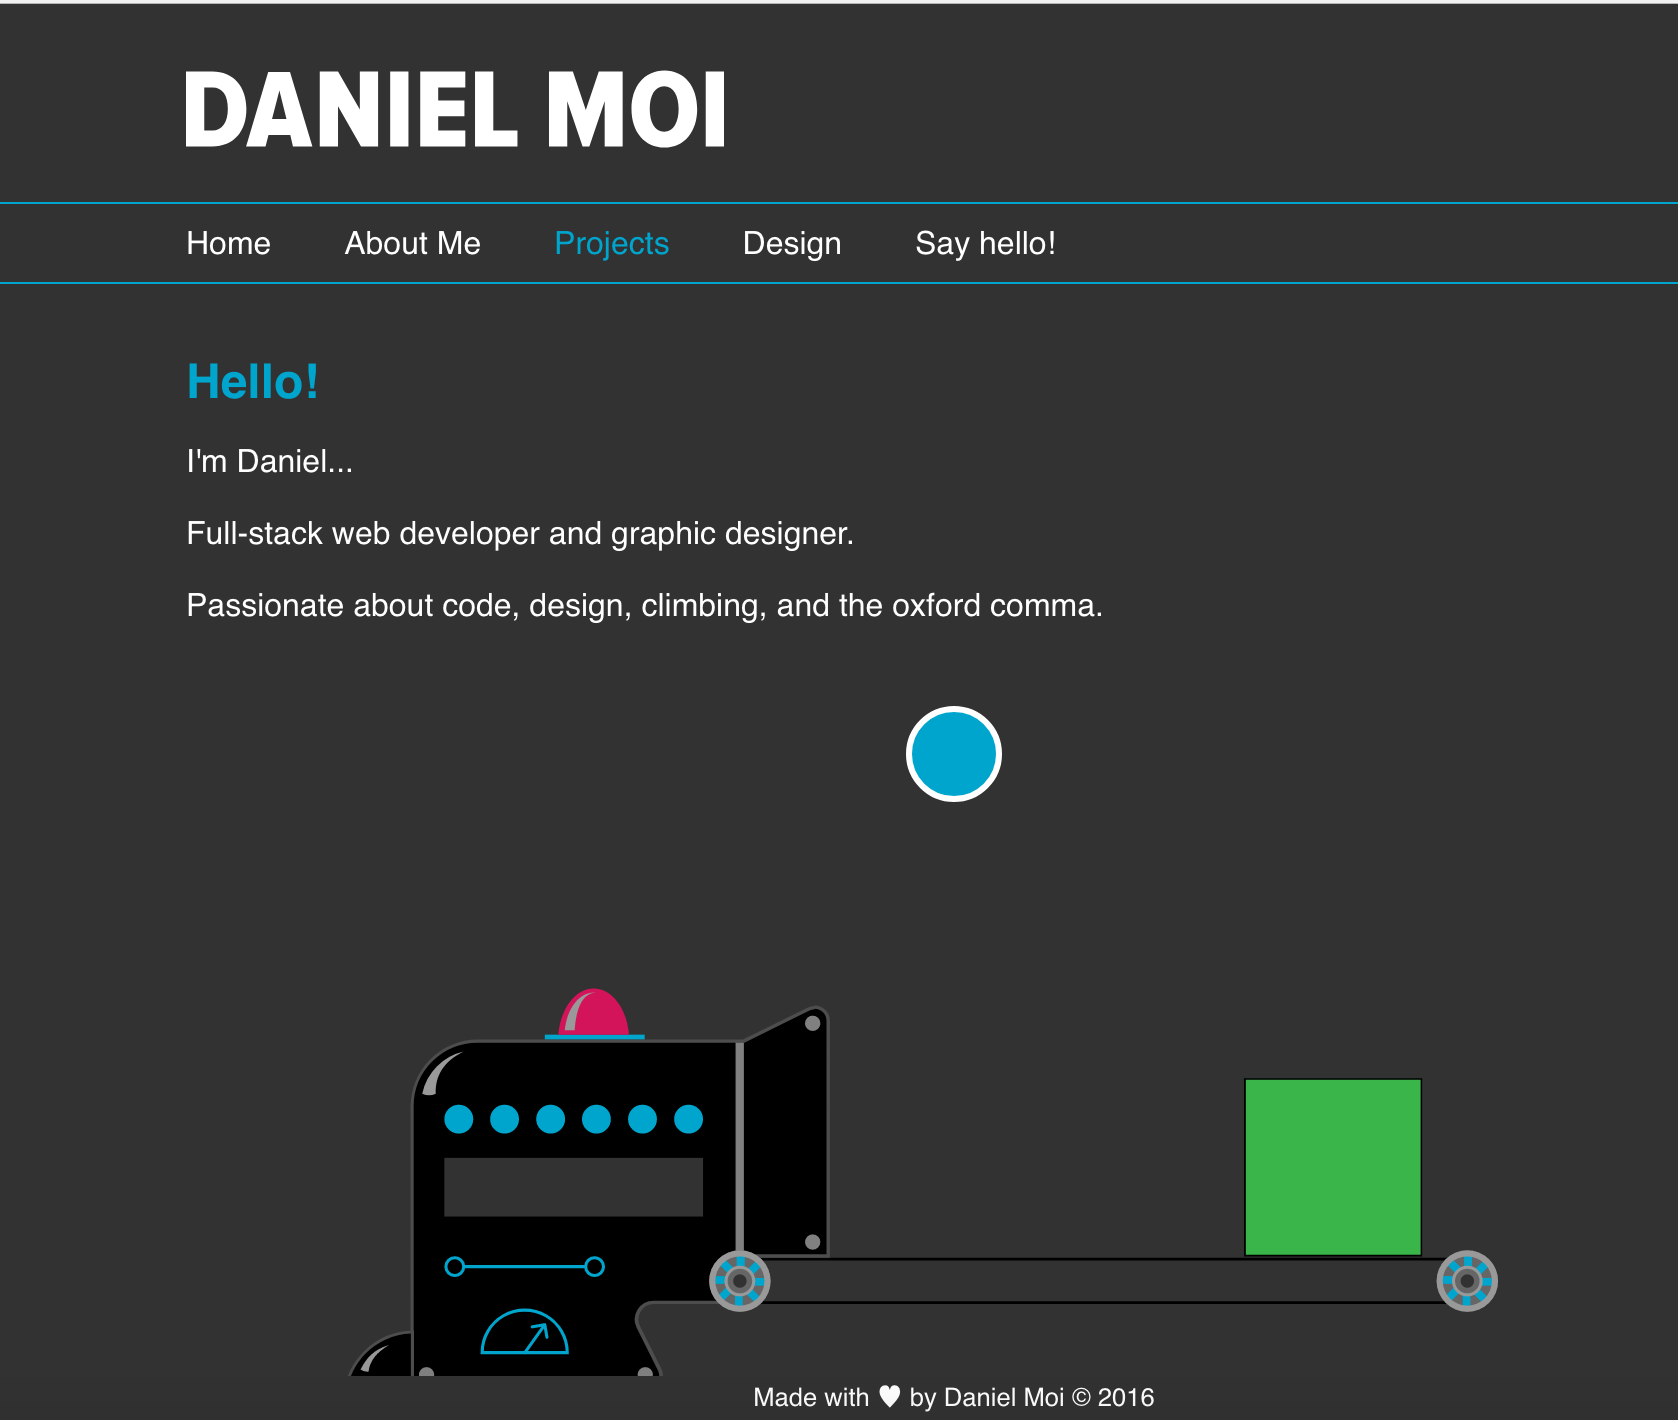 DANIEL MOI
Home About Me Projects Design Say hello!
Hello!
I'm Daniel...
Full-stack web developer and graphic designer.
Passionate about code, design, climbing, and the oxford comma.
Made with ♥ by Daniel Moi © 2016